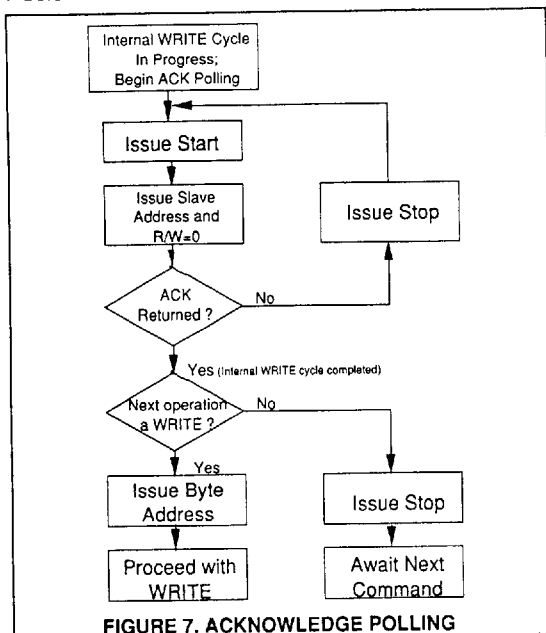 Internal WRITE Cycle
In Progress;
Begin ACK Polling
Issue Start
Issue Slave
Address and
R/W=0
Issue Stop
ACK
Returned ?
No
Yes (Internal WRITE cycle completed)
Next operation
a WRITE ?
No
Yes
Issue Byte
Address
Issue Stop
Proceed with
WRITE
Await Next
Command
FIGURE 7. ACKNOWLEDGE POLLING